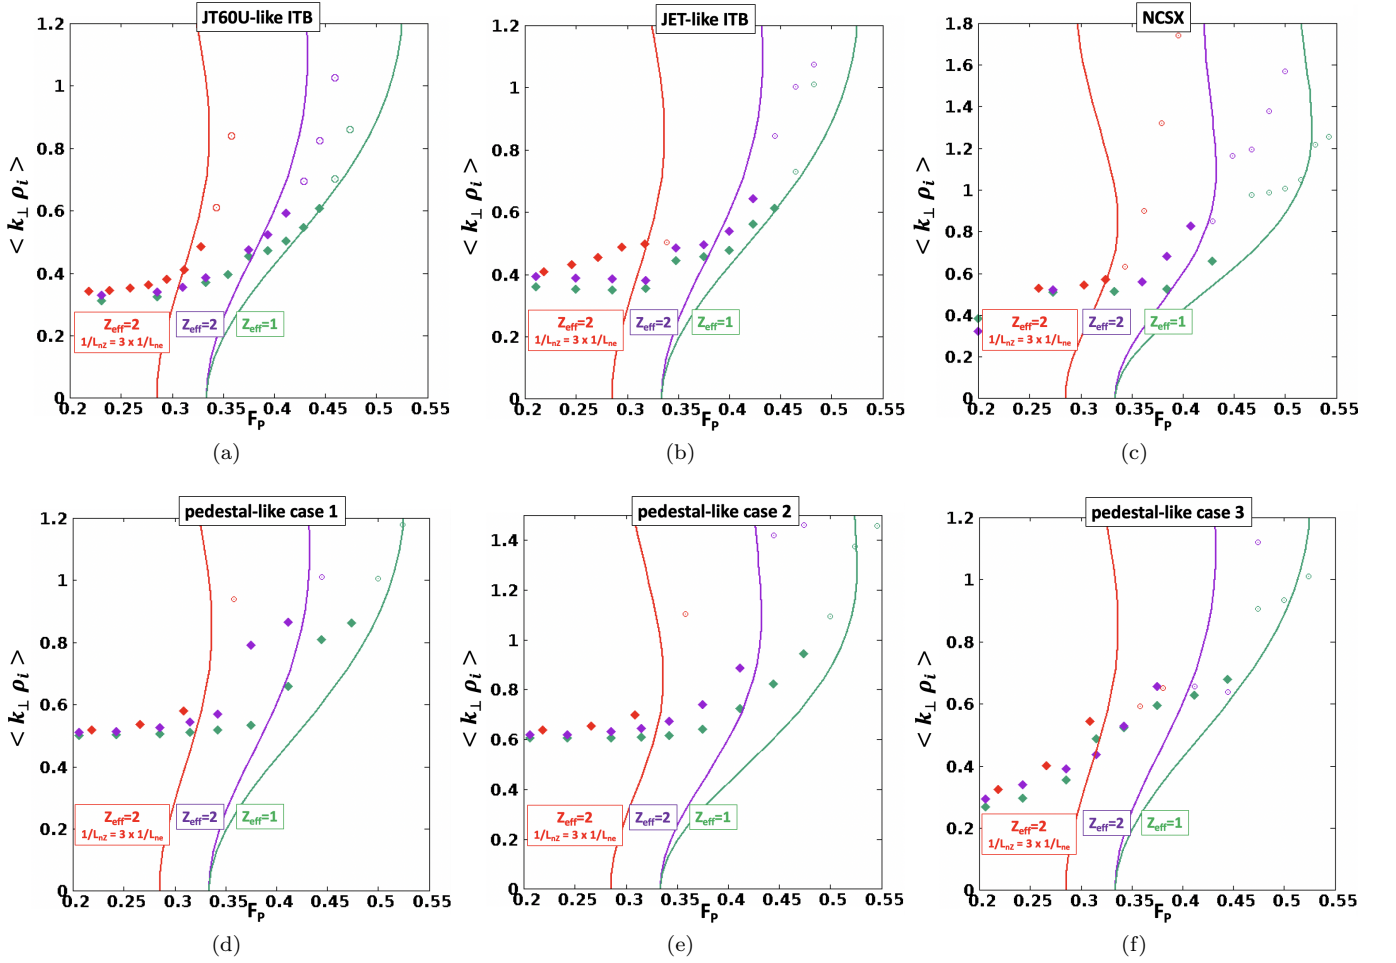 JT60U-like ITB
< k⊥ ρi >
1.2
1
0.8
0.6
0.4
0.2
0
Zeff=2
1/LnZ = 3 x 1/Lne
Zeff=2
Zeff=1
0.2 0.25 0.3 0.35 0.4 0.45 0.5 0.55
FP
(a)
JET-like ITB
< k⊥ ρi >
1.2
1
0.8
0.6
0.4
0.2
0
Zeff=2
1/LnZ = 3 x 1/Lne
Zeff=2
Zeff=1
0.2 0.25 0.3 0.35 0.4 0.45 0.5 0.55
FP
(b)
NCSX
< k⊥ ρi >
1.8
1.6
1.4
1.2
1
0.8
0.6
0.4
0.2
0
Zeff=2
1/LnZ = 3 x 1/Lne
Zeff=2
Zeff=1
0.2 0.25 0.3 0.35 0.4 0.45 0.5 0.55
FP
(c)
pedestal-like case 1
< k⊥ ρi >
1.2
1
0.8
0.6
0.4
0.2
0
Zeff=2
1/LnZ = 3 x 1/Lne
Zeff=2
Zeff=1
0.2 0.25 0.3 0.35 0.4 0.45 0.5 0.55
FP
(d)
pedestal-like case 2
< k⊥ ρi >
1.4
1.2
1
0.8
0.6
0.4
0.2
0
Zeff=2
1/LnZ = 3 x 1/Lne
Zeff=2
Zeff=1
0.2 0.25 0.3 0.35 0.4 0.45 0.5 0.55
FP
(e)
pedestal-like case 3
< k⊥ ρi >
1.2
1
0.8
0.6
0.4
0.2
0
Zeff=2
1/LnZ = 3 x 1/Lne
Zeff=2
Zeff=1
0.2 0.25 0.3 0.35 0.4 0.45 0.5 0.55
FP
(f)